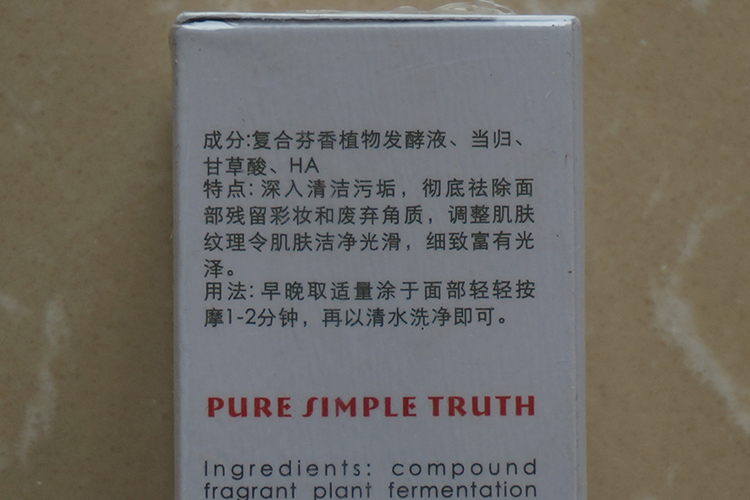 成分:复合芬香植物发酵液、当归、
甘草酸、HA
特点:深入清洁污垢，彻底祛除面
部残留彩妆和废弃角质，调整肌肤
纹理令肌肤洁净光滑，细致富有光
泽。
用法:早晚取适量涂于面部轻轻按
摩1-2分钟，再以清水洗净即可。
PURE SIMPLE TRUTH
Ingredients: compound
fragrant plant fermentation